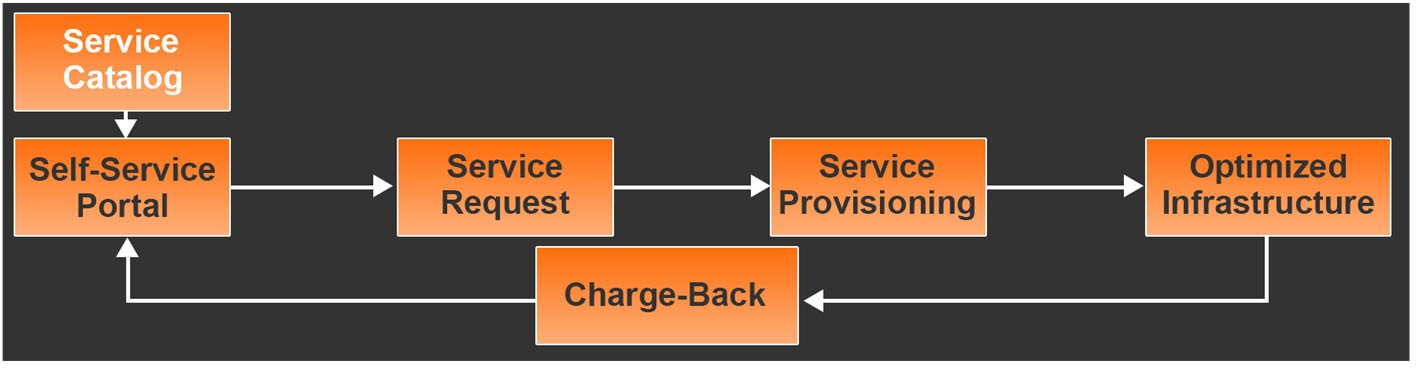 Service
Catalog
Self-Service
Portal
Service
Request
Service
Provisioning
Optimized
Infrastructure
Charge-Back